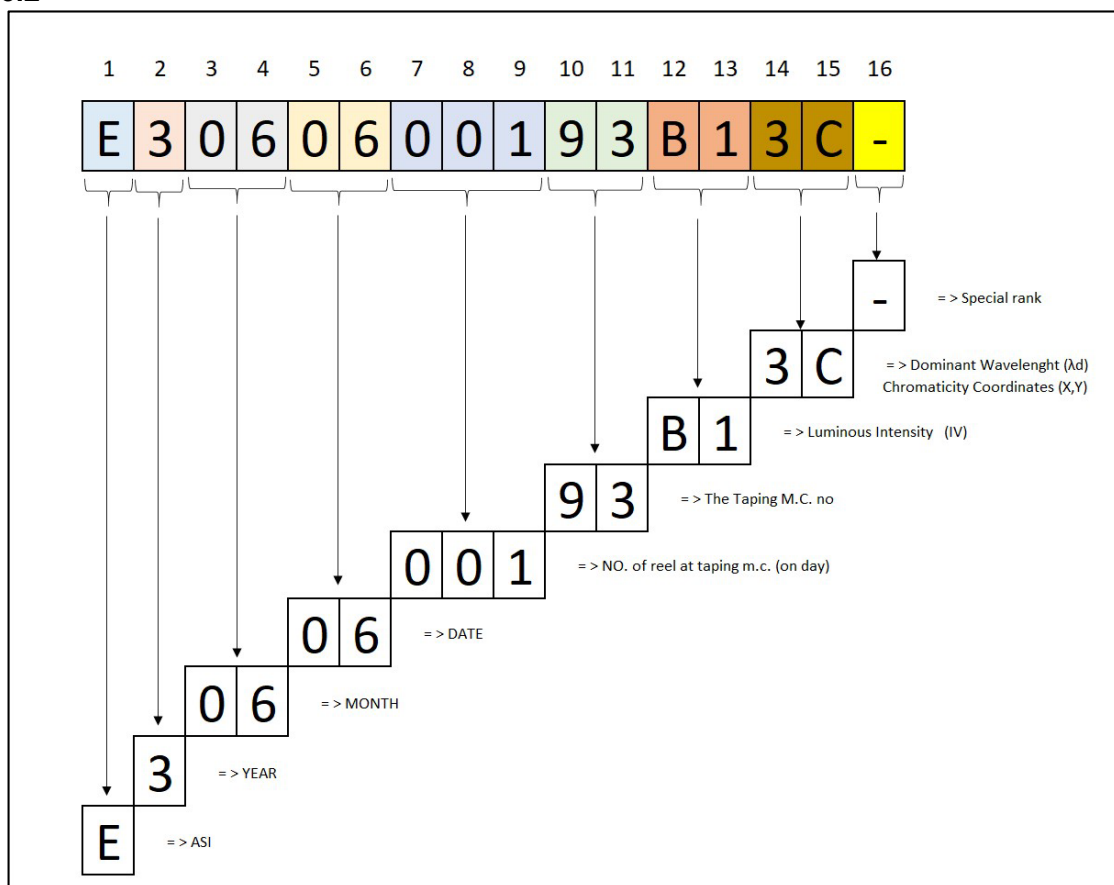 1 2 3 4 5 6 7 8 9 10 11 12 13 14 15 16
E 3 0 6 0 6 0 0 1 9 3 B 1 3 C -
- = > Special rank
3 C = > Dominant Wavelenght (λd)
Chromaticity Coordinates (X,Y)
B 1 = > Luminous Intensity (IV)
9 3 = > The Taping M.C. no
0 0 1 = > NO. of reel at taping m.c. (on day)
0 6 = > DATE
0 6 = > MONTH
3 = > YEAR
E = > ASI